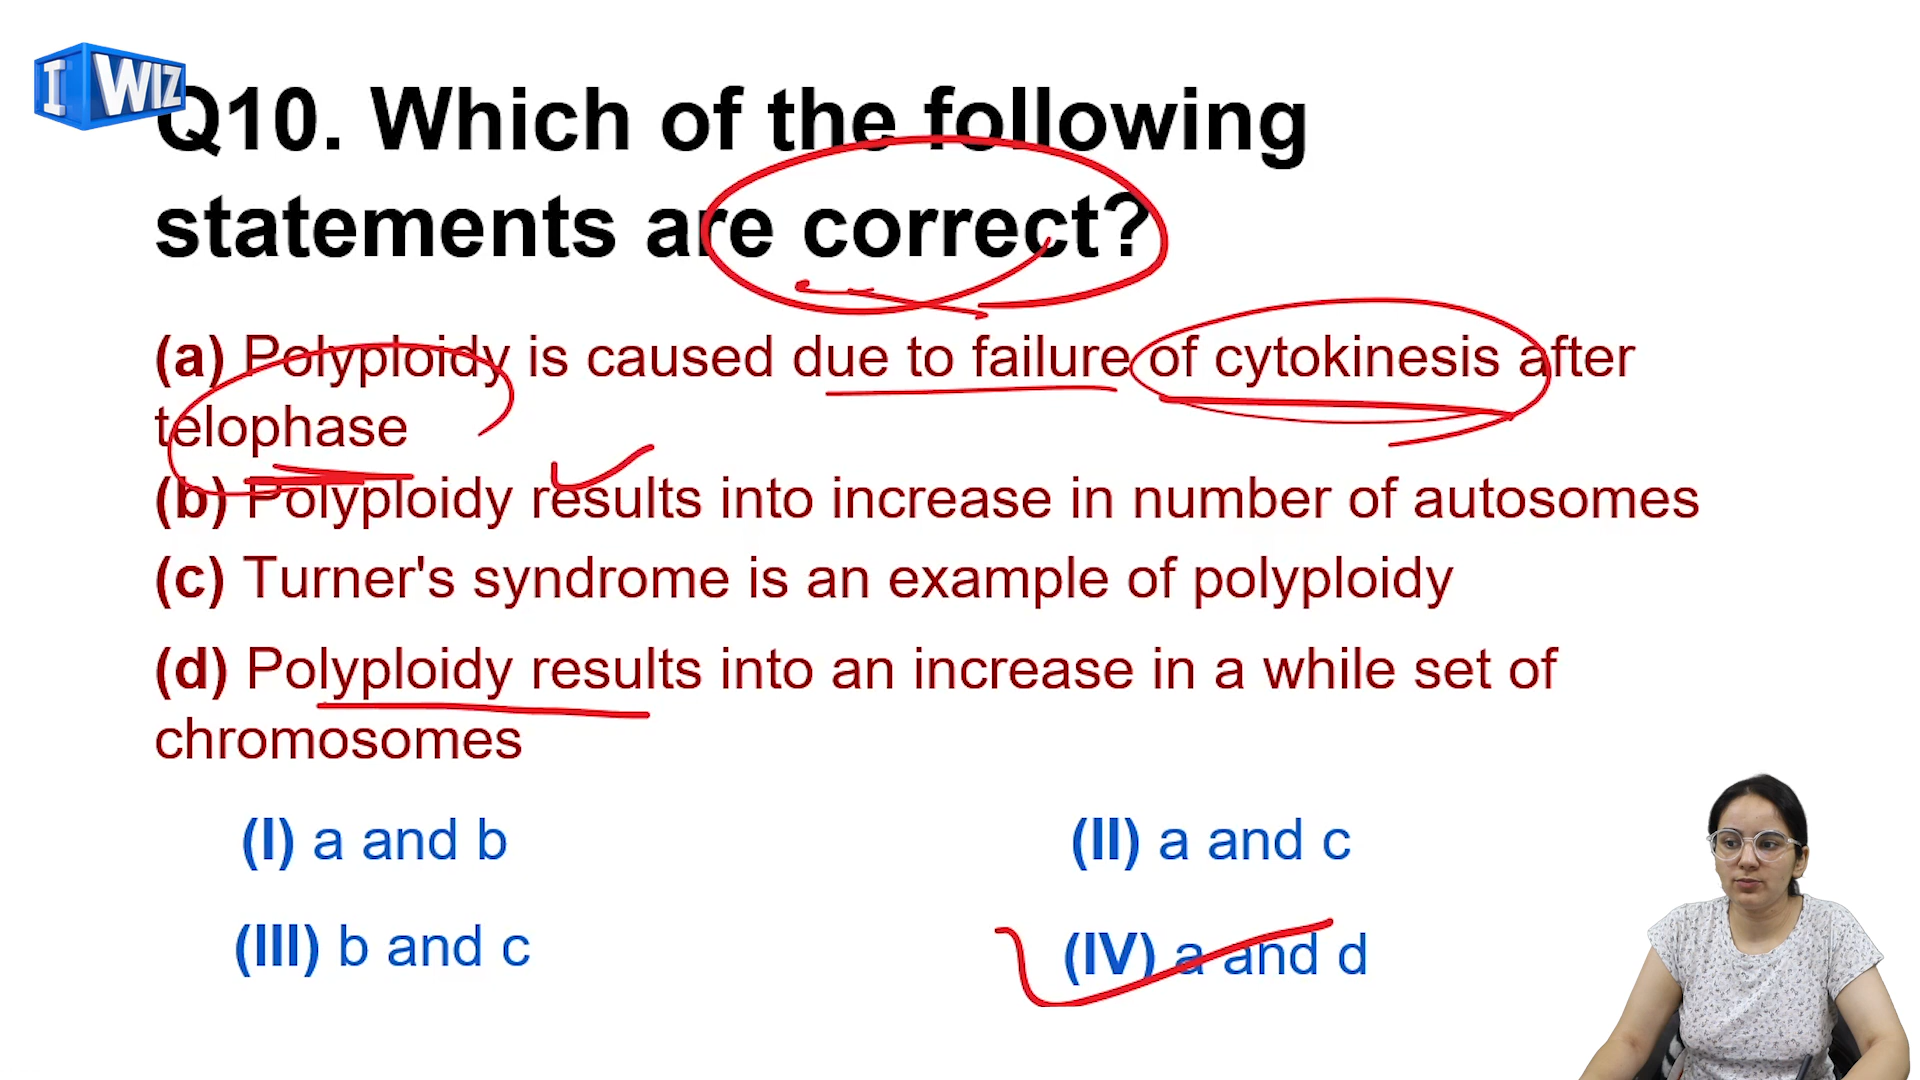 I WIZ
Q10. Which of the following
statements are correct?
(a) Polyploidy is caused due to failure of cytokinesis after
telophase
(b) Polyploidy results into increase in number of autosomes
(c) Turner's syndrome is an example of polyploidy
(d) Polyploidy results into an increase in a while set of
chromosomes
(I) a and b
(II) a and c
(III) b and c
(IV) a and d